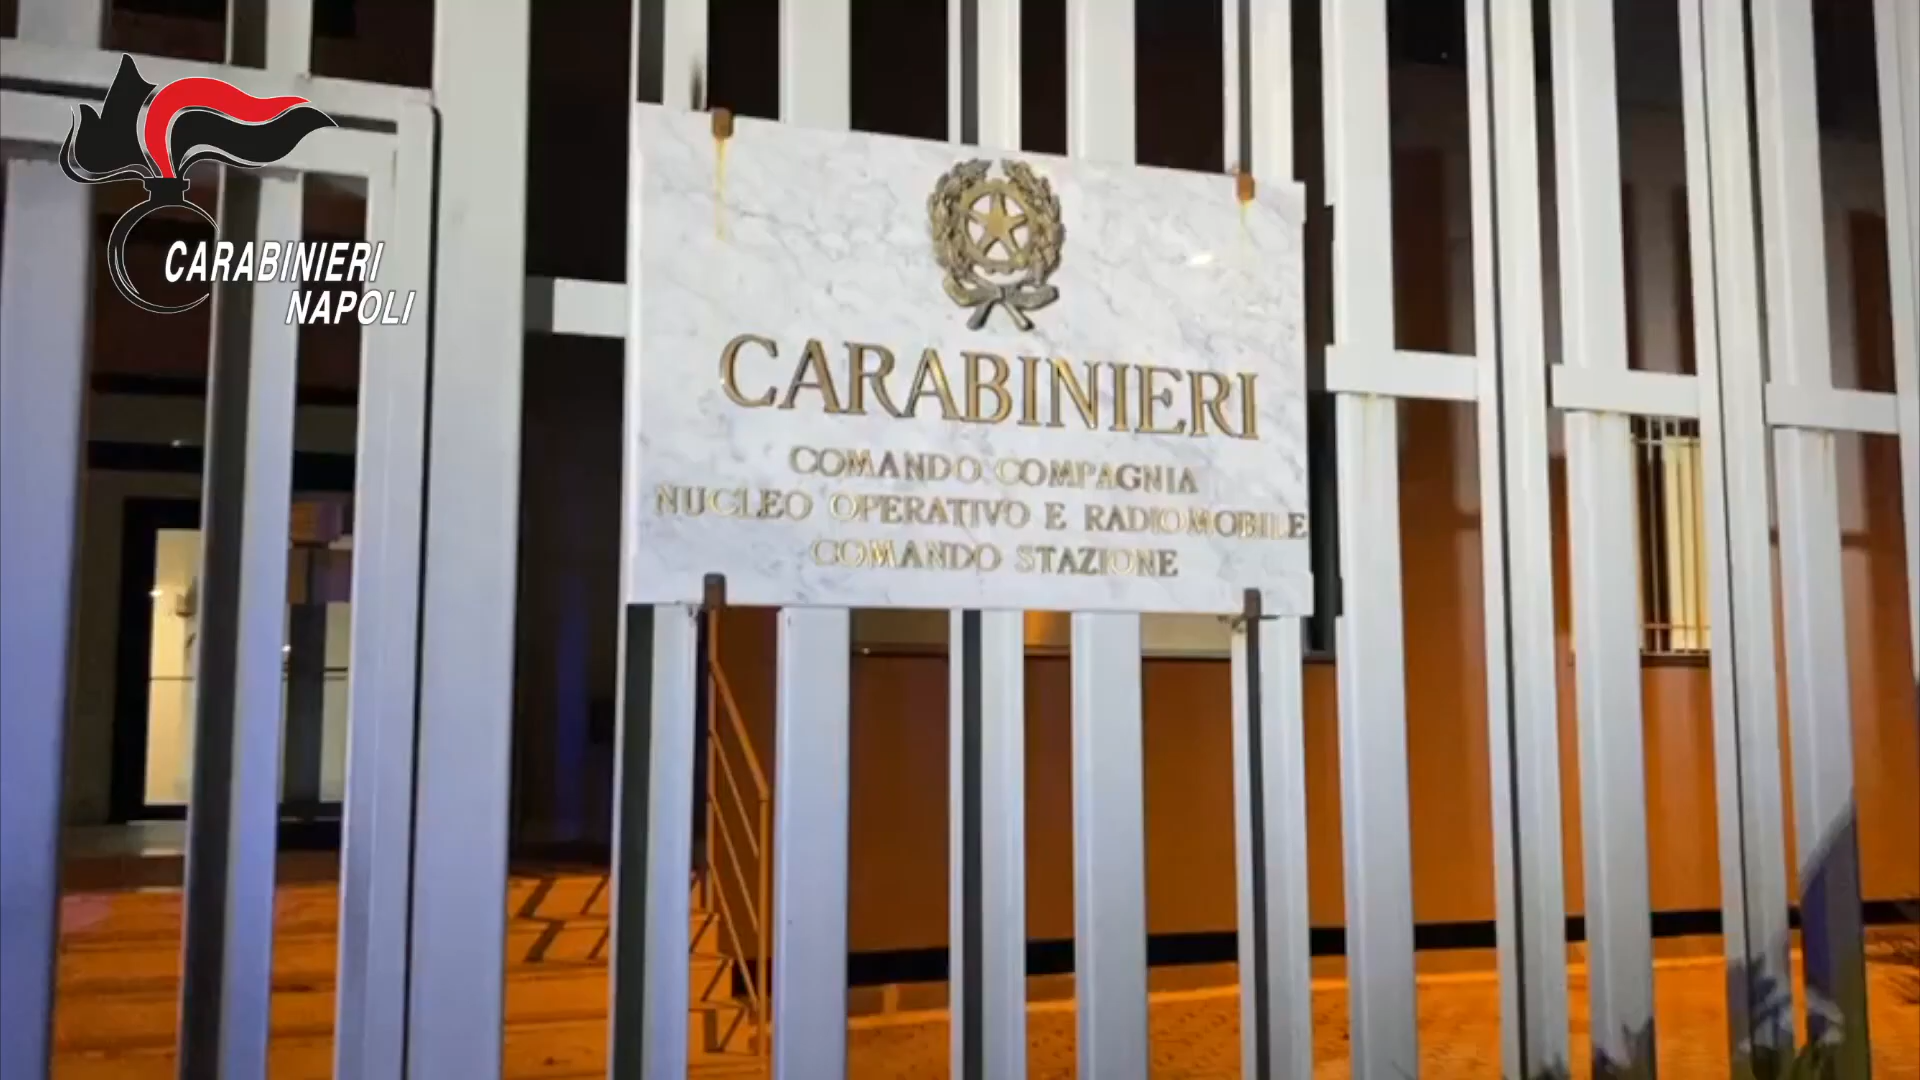 CARABINIERI
NAPOLI
CARABINIERI
COMANDO COMPAGNIA
NUCLEO OPERATIVO E RADIOMOBILE
COMANDO STAZIONE